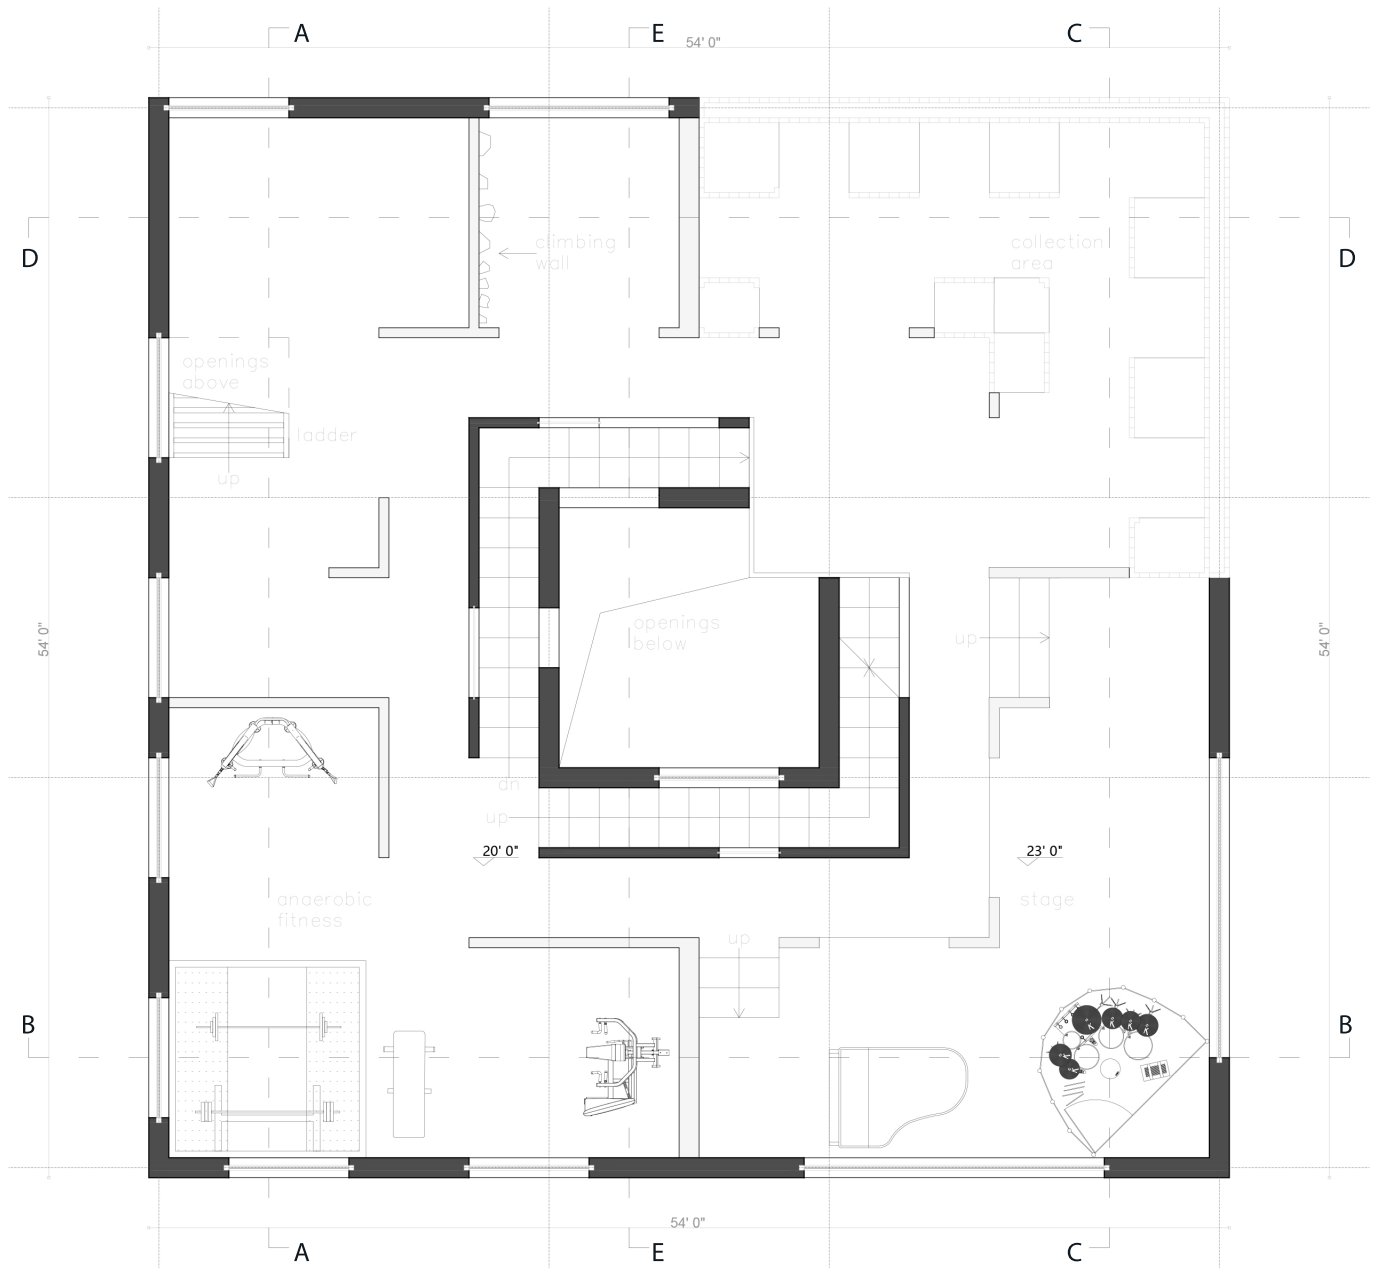 A
E
C
54' 0"
D
climbing
wall
collection
area
D
openings
above
ladder
up
54' 0"
openings
below
up
54' 0"
dn
up
20' 0"
23' 0"
anaerobic
fitness
stage
up
B
B
54' 0"
A
E
C